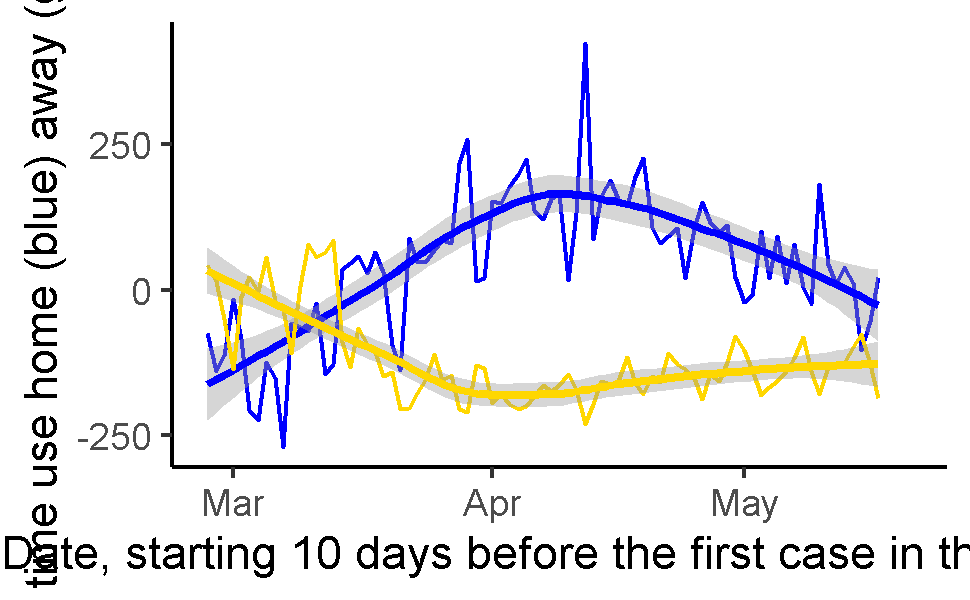 time use home (blue) away (
250
0
-250
Mar Apr May
Date, starting 10 days before the first case in